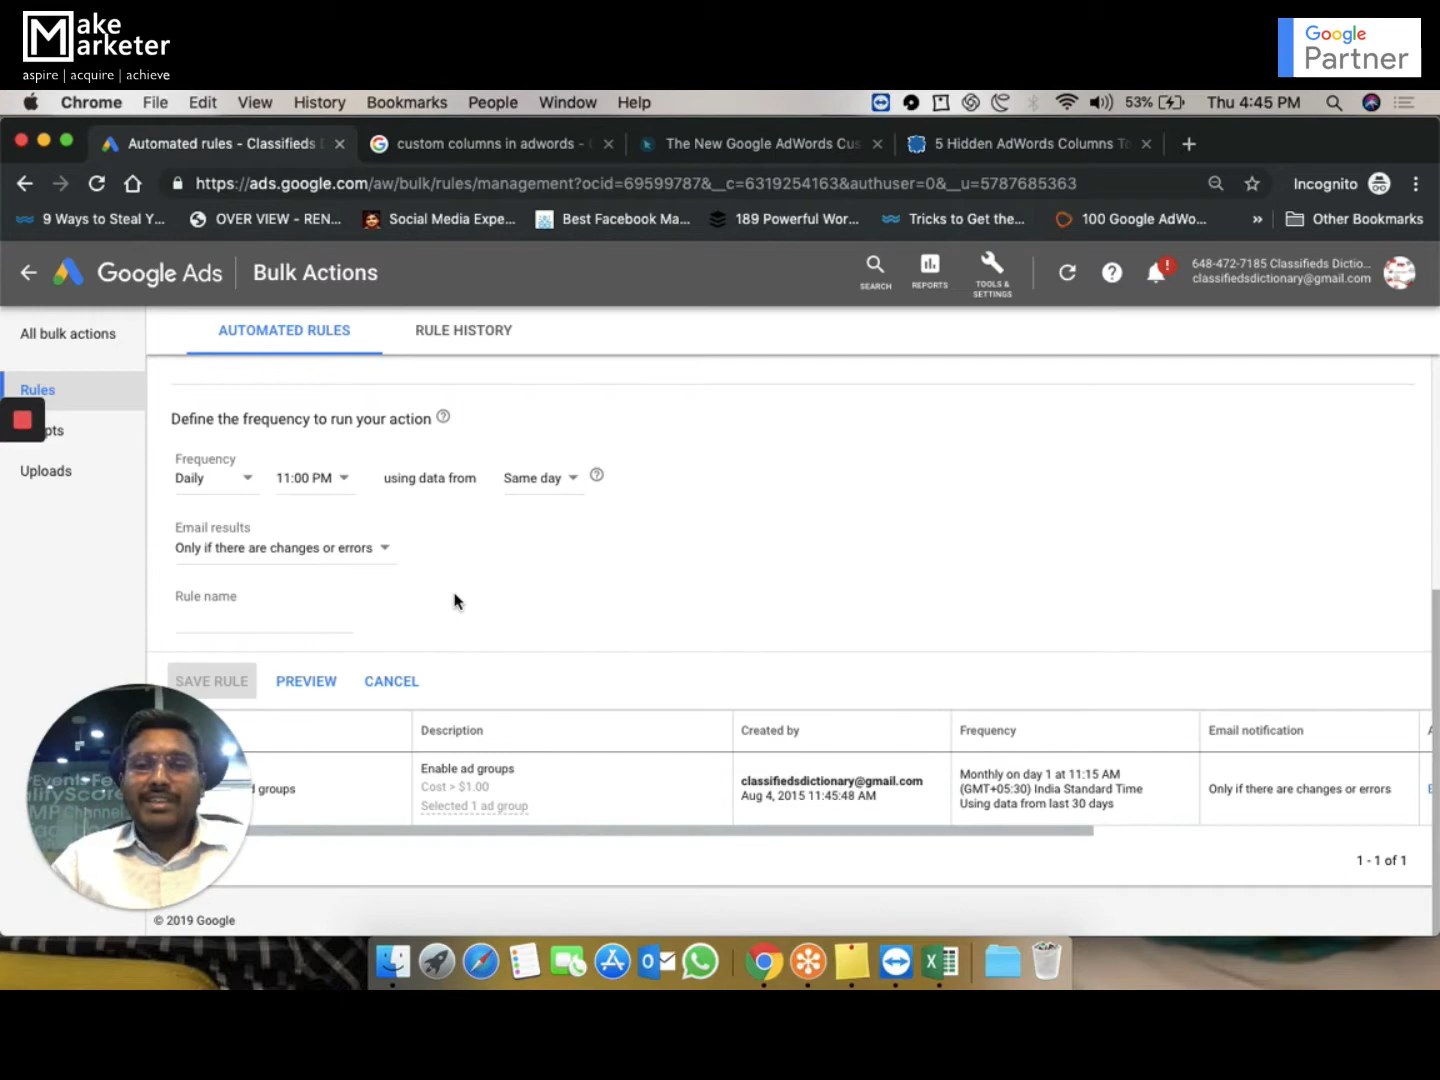 Make
Marketer
aspire | acquire | achieve
Google
Partner
Chrome File Edit View History Bookmarks People Window Help 53% Thu 4:45 PM
Automated rules - Classifieds custom columns in adwords - The New Google AdWords Cus 5 Hidden AdWords Columns To
https://ads.google.com/aw/bulk/rules/management?ocid=69599787&__c=6319254163&authuser=0&__u=5787685363 Incognito
9 Ways to Steal Y... OVER VIEW - REN... Social Media Expe... Best Facebook Ma... 189 Powerful Wor... Tricks to Get the... 100 Google AdWo... » Other Bookmarks
Google Ads Bulk Actions
SEARCH REPORTS TOOLS & SETTINGS
648-472-7185 Classifieds Dictio...
classifiedsdictionary@gmail.com
All bulk actions
Rules
pts
Uploads
AUTOMATED RULES RULE HISTORY
Define the frequency to run your action
Frequency
Daily 11:00 PM using data from Same day
Email results
Only if there are changes or errors
Rule name
SAVE RULE PREVIEW CANCEL
Description Created by Frequency Email notification
d groups
Enable ad groups
Cost > $1.00
Selected 1 ad group
classifiedsdictionary@gmail.com
Aug 4, 2015 11:45:48 AM
Monthly on day 1 at 11:15 AM
(GMT+05:30) India Standard Time
Using data from last 30 days
Only if there are changes or errors
1 - 1 of 1
© 2019 Google